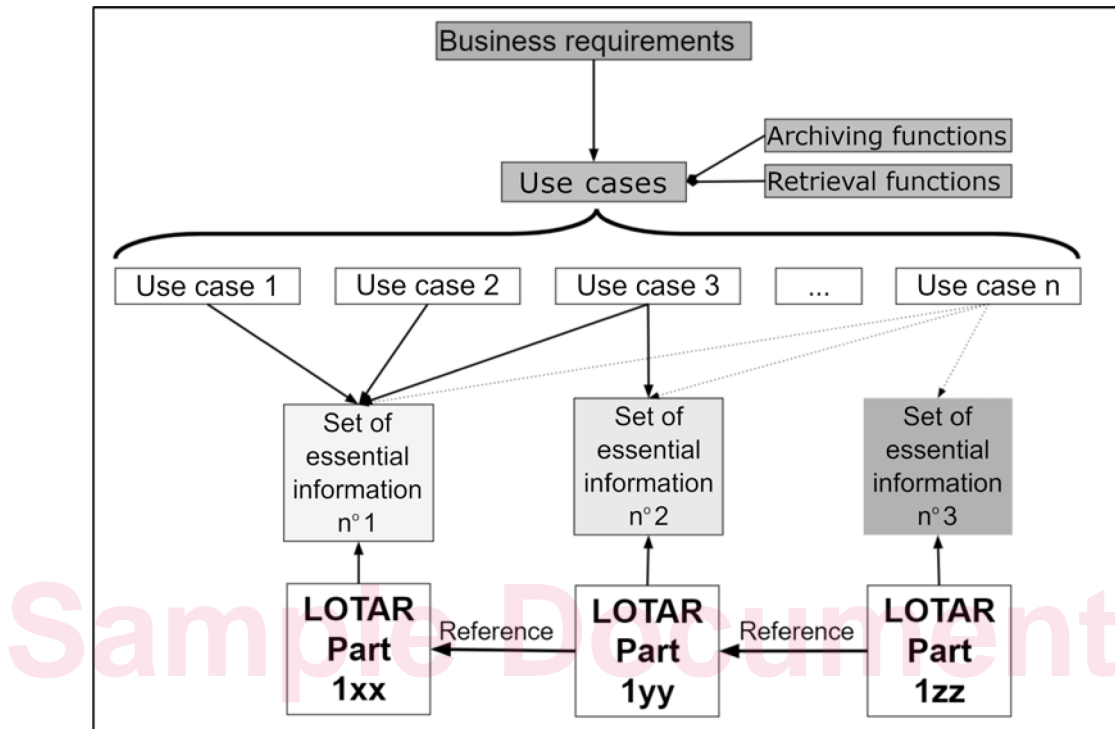 Business requirements
Archiving functions
Use cases
Retrieval functions
Use case 1
Use case 2
Use case 3
...
Use case n
Set of
essential
information
n° 1
Set of
essential
information
n° 2
Set of
essential
information
n° 3
LOTAR
Part
1xx
Reference
LOTAR
Part
1yy
Reference
LOTAR
Part
1zz
Sample Document